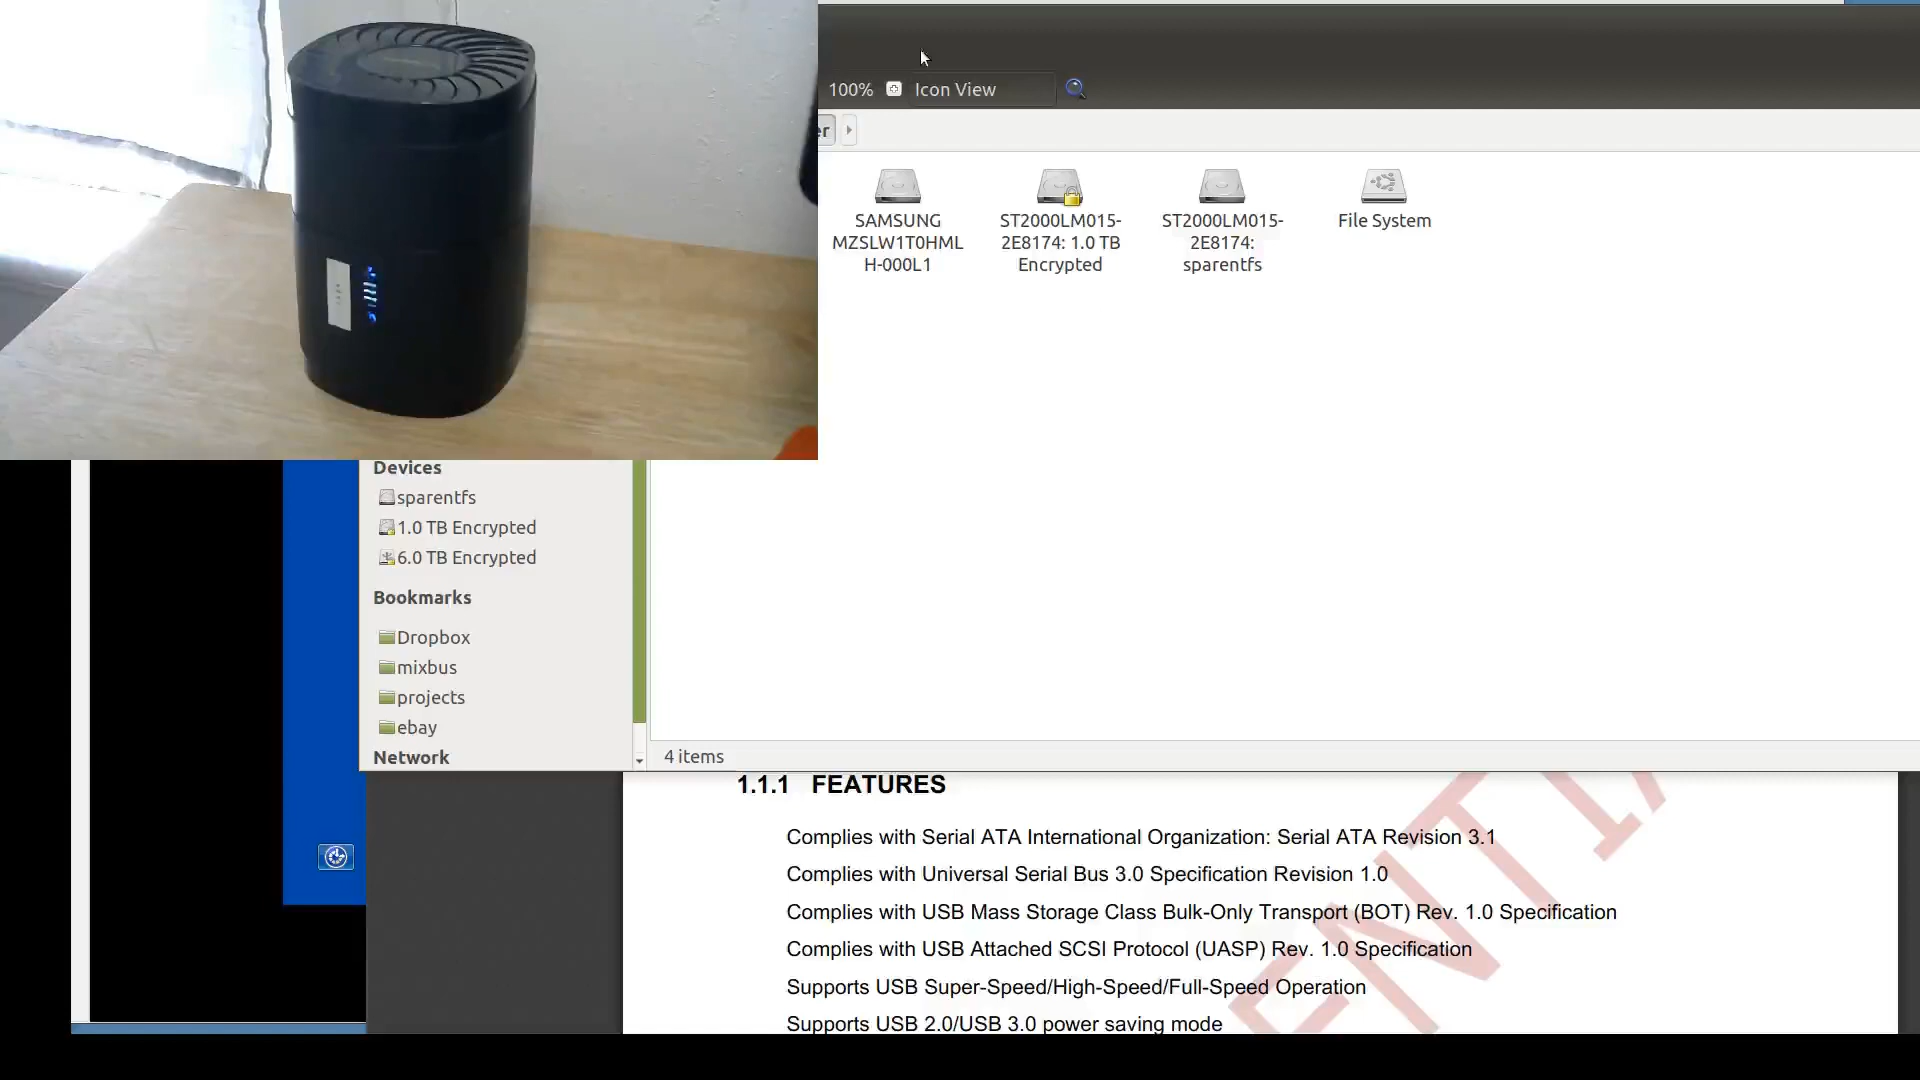 100% Icon View
er
SAMSUNG
MZSLW1T0HML
H-000L1
ST2000LM015-
2E8174: 1.0 TB
Encrypted
ST2000LM015-
2E8174:
sparentfs
File System
Devices
sparentfs
1.0 TB Encrypted
6.0 TB Encrypted
Bookmarks
Dropbox
mixbus
projects
ebay
Network
4 items
1.1.1 FEATURES
Complies with Serial ATA International Organization: Serial ATA Revision 3.1
Complies with Universal Serial Bus 3.0 Specification Revision 1.0
Complies with USB Mass Storage Class Bulk-Only Transport (BOT) Rev. 1.0 Specification
Complies with USB Attached SCSI Protocol (UASP) Rev. 1.0 Specification
Supports USB Super-Speed/High-Speed/Full-Speed Operation
Supports USB 2.0/USB 3.0 power saving mode
ENTI